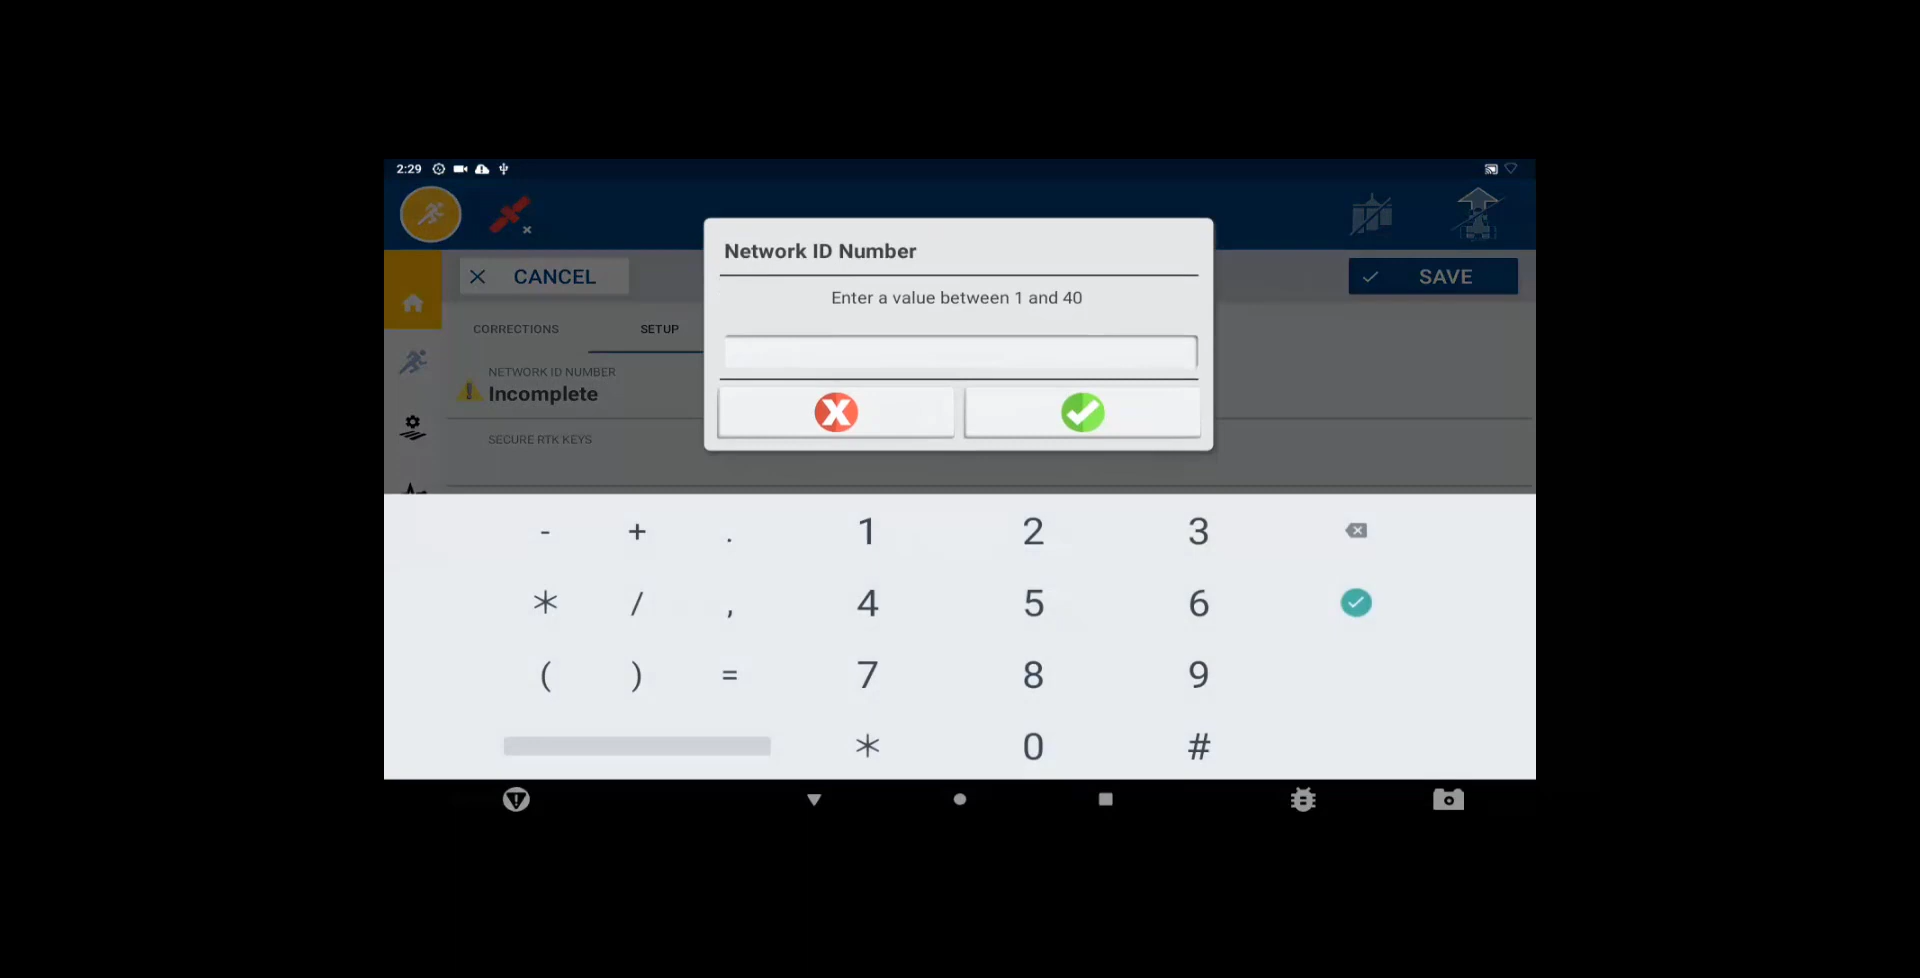 2:29
CANCEL
SAVE
CORRECTIONS
SETUP
NETWORK ID NUMBER
Incomplete
SECURE RTK KEYS
Network ID Number
Enter a value between 1 and 40
- + . 1 2 3
* / , 4 5 6
( ) = 7 8 9
* 0 #